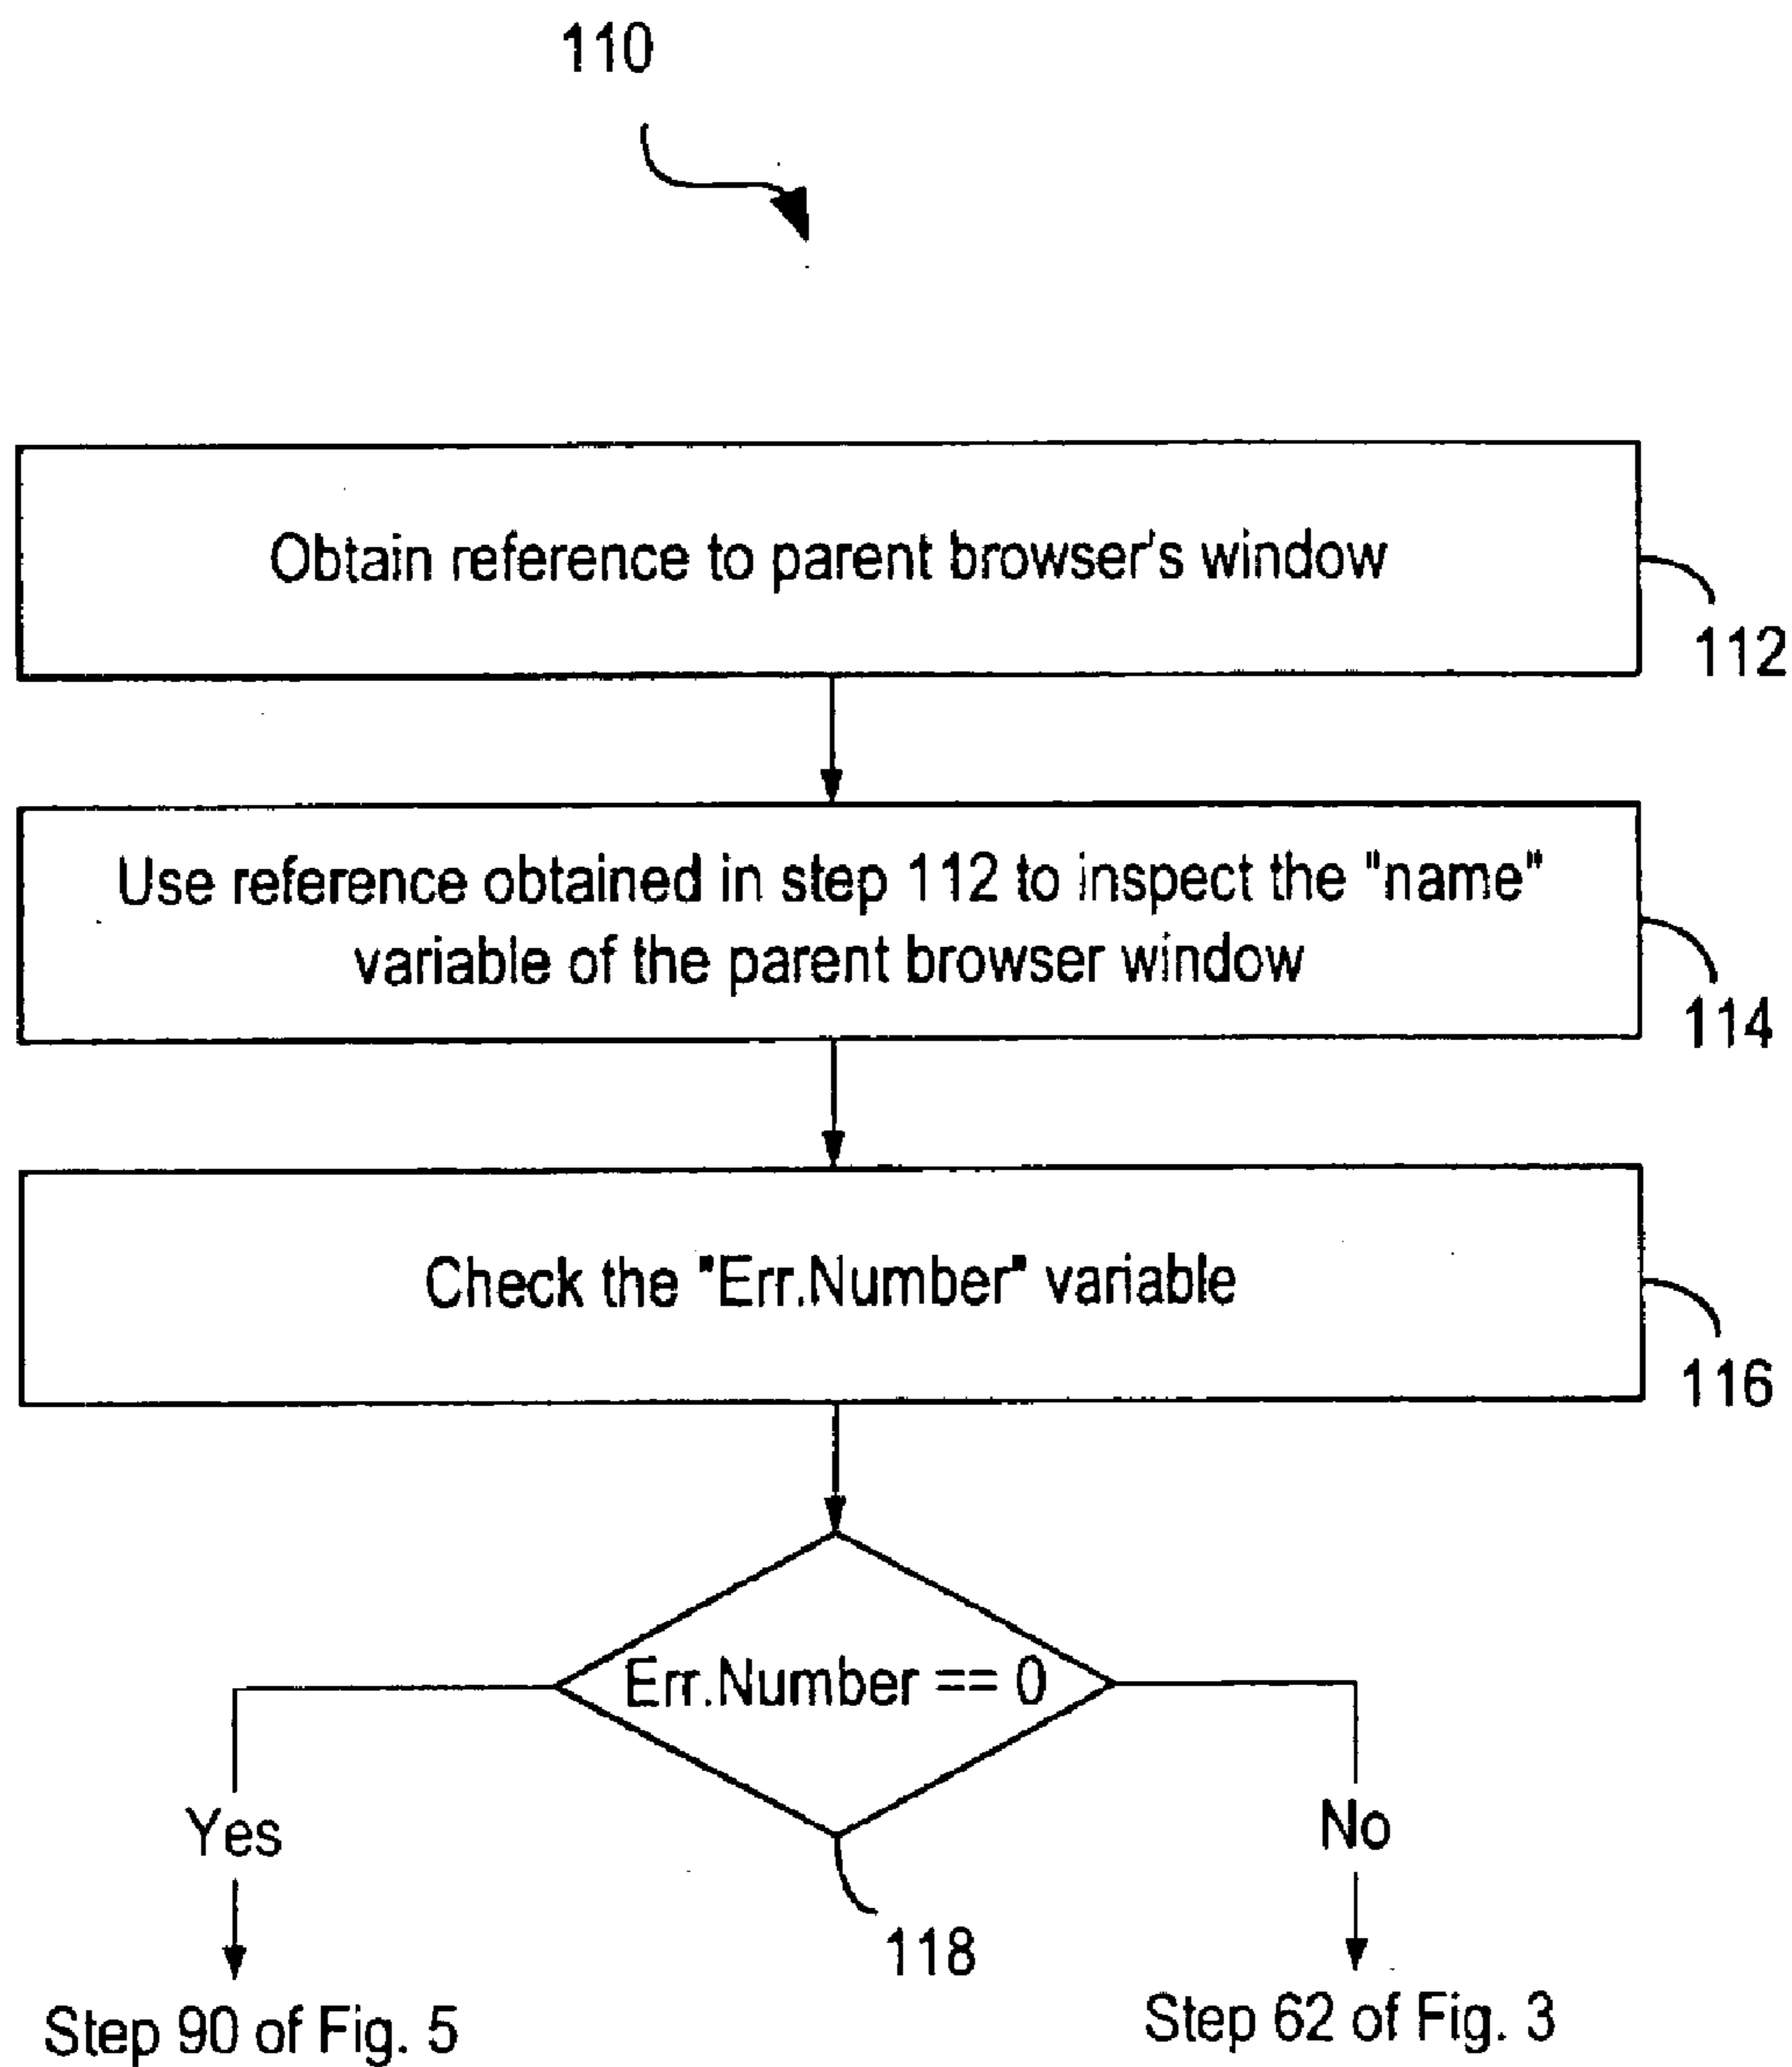 110
Obtain reference to parent browser's window
112
Use reference obtained in step 112 to inspect the "name"
variable of the parent browser window
114
Check the "Err.Number" variable
116
Err.Number == 0
Yes
No
118
Step 90 of Fig. 5
Step 62 of Fig. 3